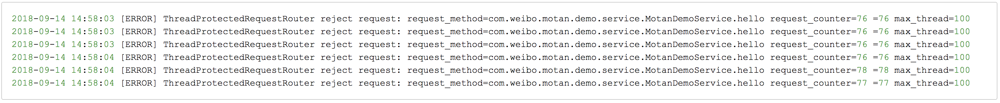 2018-09-14 14:58:03 [ERROR] ThreadProtectedRequestRouter reject request: request_method=com.weibo.motan.demo.service.MotanDemoService.hello request_counter=76 =76 max_thread=100
2018-09-14 14:58:03 [ERROR] ThreadProtectedRequestRouter reject request: request_method=com.weibo.motan.demo.service.MotanDemoService.hello request_counter=76 =76 max_thread=100
2018-09-14 14:58:03 [ERROR] ThreadProtectedRequestRouter reject request: request_method=com.weibo.motan.demo.service.MotanDemoService.hello request_counter=76 =76 max_thread=100
2018-09-14 14:58:04 [ERROR] ThreadProtectedRequestRouter reject request: request_method=com.weibo.motan.demo.service.MotanDemoService.hello request_counter=76 =76 max_thread=100
2018-09-14 14:58:04 [ERROR] ThreadProtectedRequestRouter reject request: request_method=com.weibo.motan.demo.service.MotanDemoService.hello request_counter=78 =78 max_thread=100
2018-09-14 14:58:04 [ERROR] ThreadProtectedRequestRouter reject request: request_method=com.weibo.motan.demo.service.MotanDemoService.hello request_counter=77 =77 max_thread=100